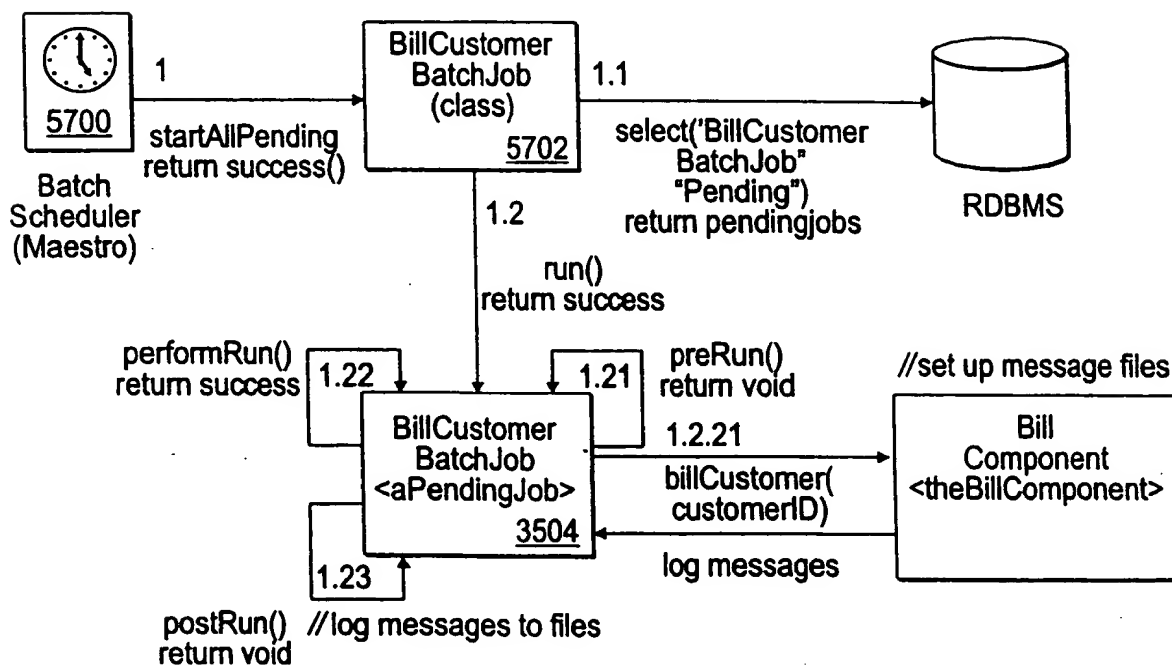 5700
Batch
Scheduler
(Maestro)
1
startAllPending
return success()
BillCustomer
BatchJob
(class)
5702
1.1
select('BillCustomer
BatchJob"
"Pending")
return pendingjobs
RDBMS
1.2
run()
return success
performRun()
return success
1.22
1.21
preRun()
return void
//set up message files
BillCustomer
BatchJob
<aPendingJob>
3504
1.2.21
billCustomer(
customerID)
log messages
Bill
Component
<theBillComponent>
1.23
postRun()
return void
//log messages to files